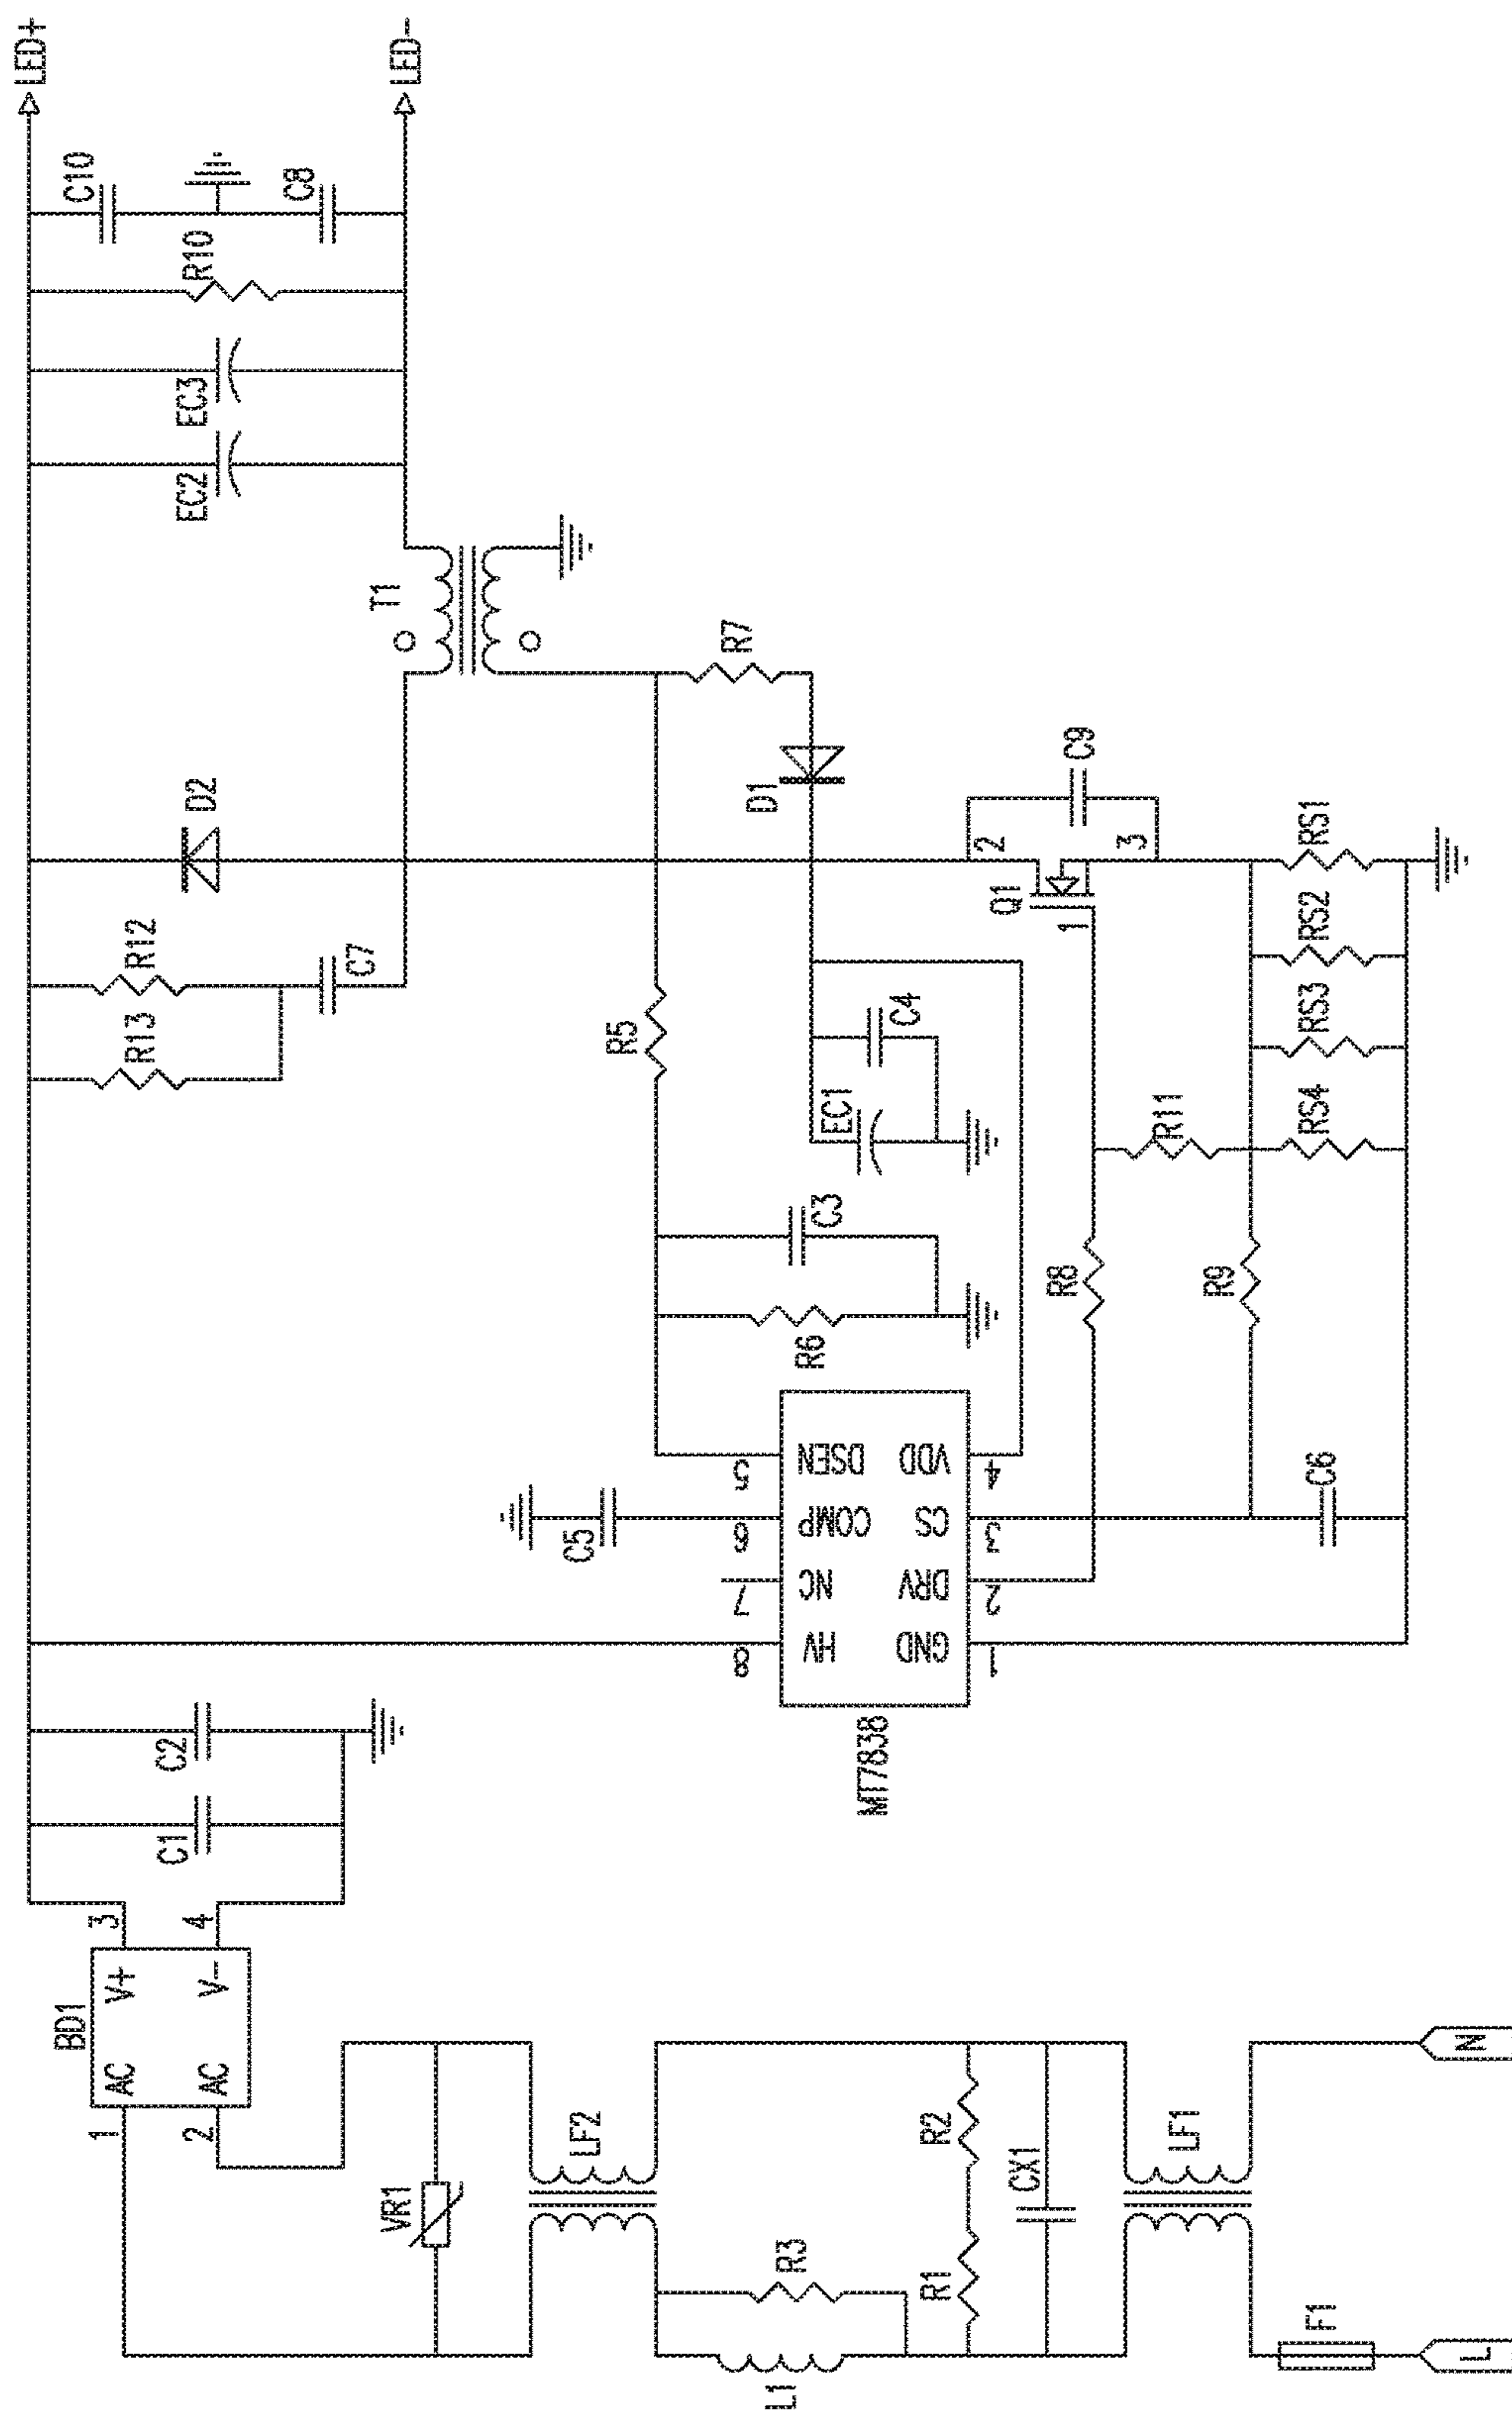 L
N
F1
LF1
CX1
R1
R2
L1
R3
LF2
VR1
BD1
1
AC
V+
3
2
AC
V-
4
C1
C2
MT7838
8
HV
7
NC
6
COMP
5
DSEN
1
GND
2
DRV
3
CS
4
VDD
C5
C6
R6
C3
R8
R9
EC1
C4
R5
R11
RS4
RS3
RS2
RS1
R13
R12
C7
D2
Q1
1
2
3
C9
D1
R7
T1
EC2
EC3
R10
C10
C8
LED+
LED-